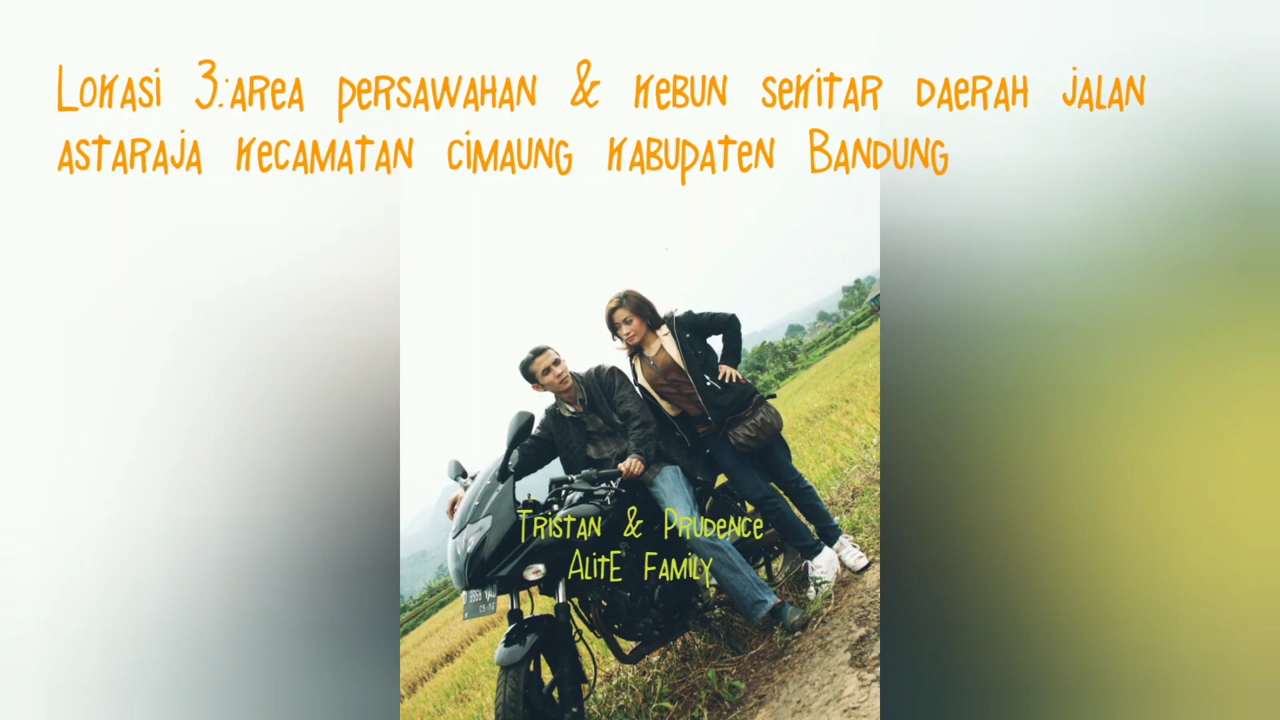 Lokasi 3:area persawahan & kebun sekitar daerah jalan
astaraja kecamatan cimaung kabupaten Bandung
Tristan & Prudence
AlitE Family